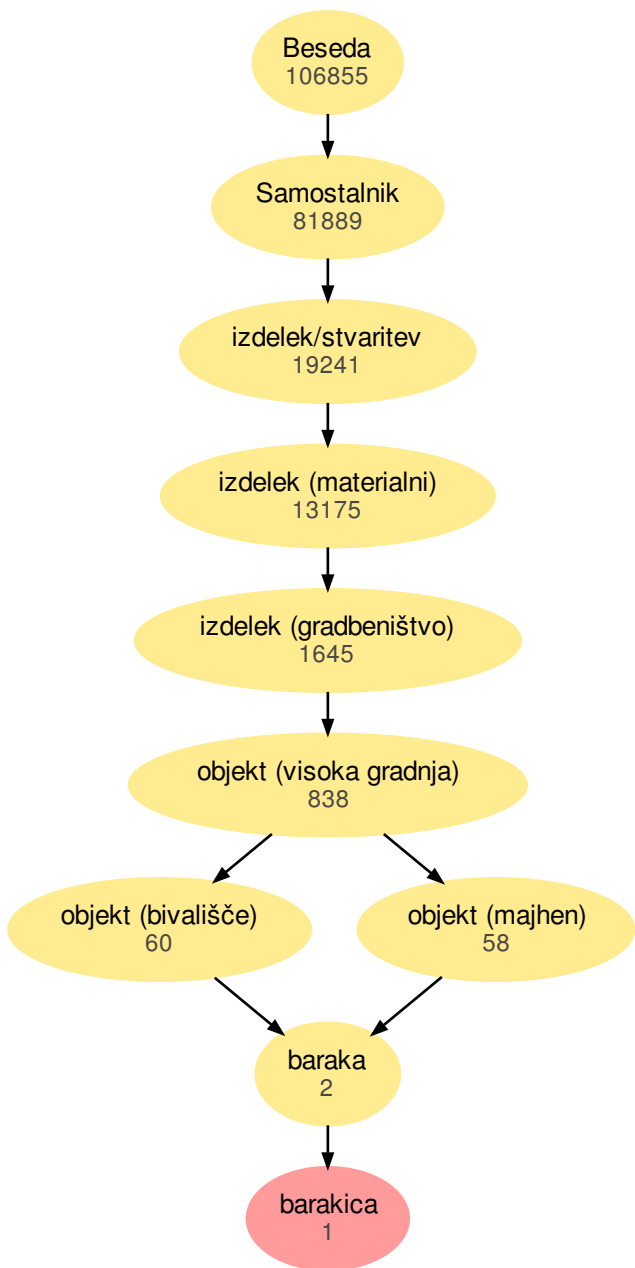 Beseda
106855
Samostalnik
81889
izdelek/stvaritev
19241
izdelek (materialni)
13175
izdelek (gradbeništvo)
1645
objekt (visoka gradnja)
838
objekt (bivališče)
60
objekt (majhen)
58
baraka
2
barakica
1